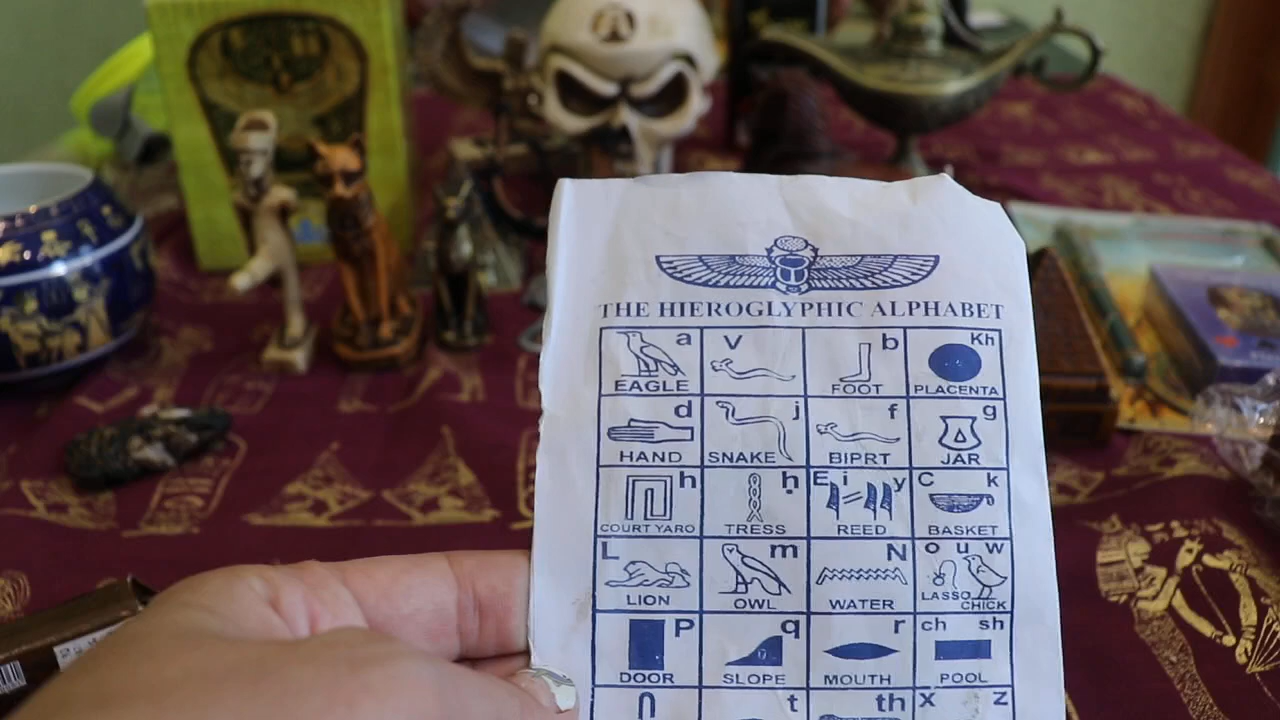 THE HIEROGLYPHIC ALPHABET
a V b Kh
EAGLE FOOT PLACENTA
d j f g
HAND SNAKE BIPRT JAR
h ḥ E i y C k
COURT YARO TRESS REED BASKET
L m N o u w
LION OWL WATER LASSO CHICK
P q r ch sh
DOOR SLOPE MOUTH POOL
t th X Z